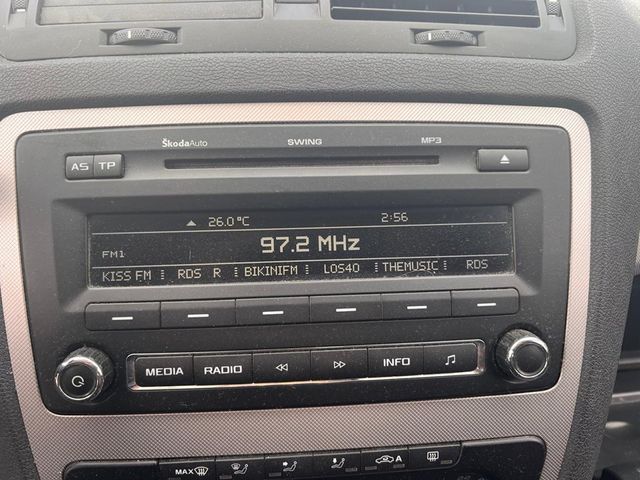 ŠkodaAuto SWING MP3
AS TP
26.0°C 2:56
97.2 MHz
FM1
KISS FM RDS R BIKINIFM LOS40 THEMUSIC RDS
MEDIA RADIO INFO
MAX A